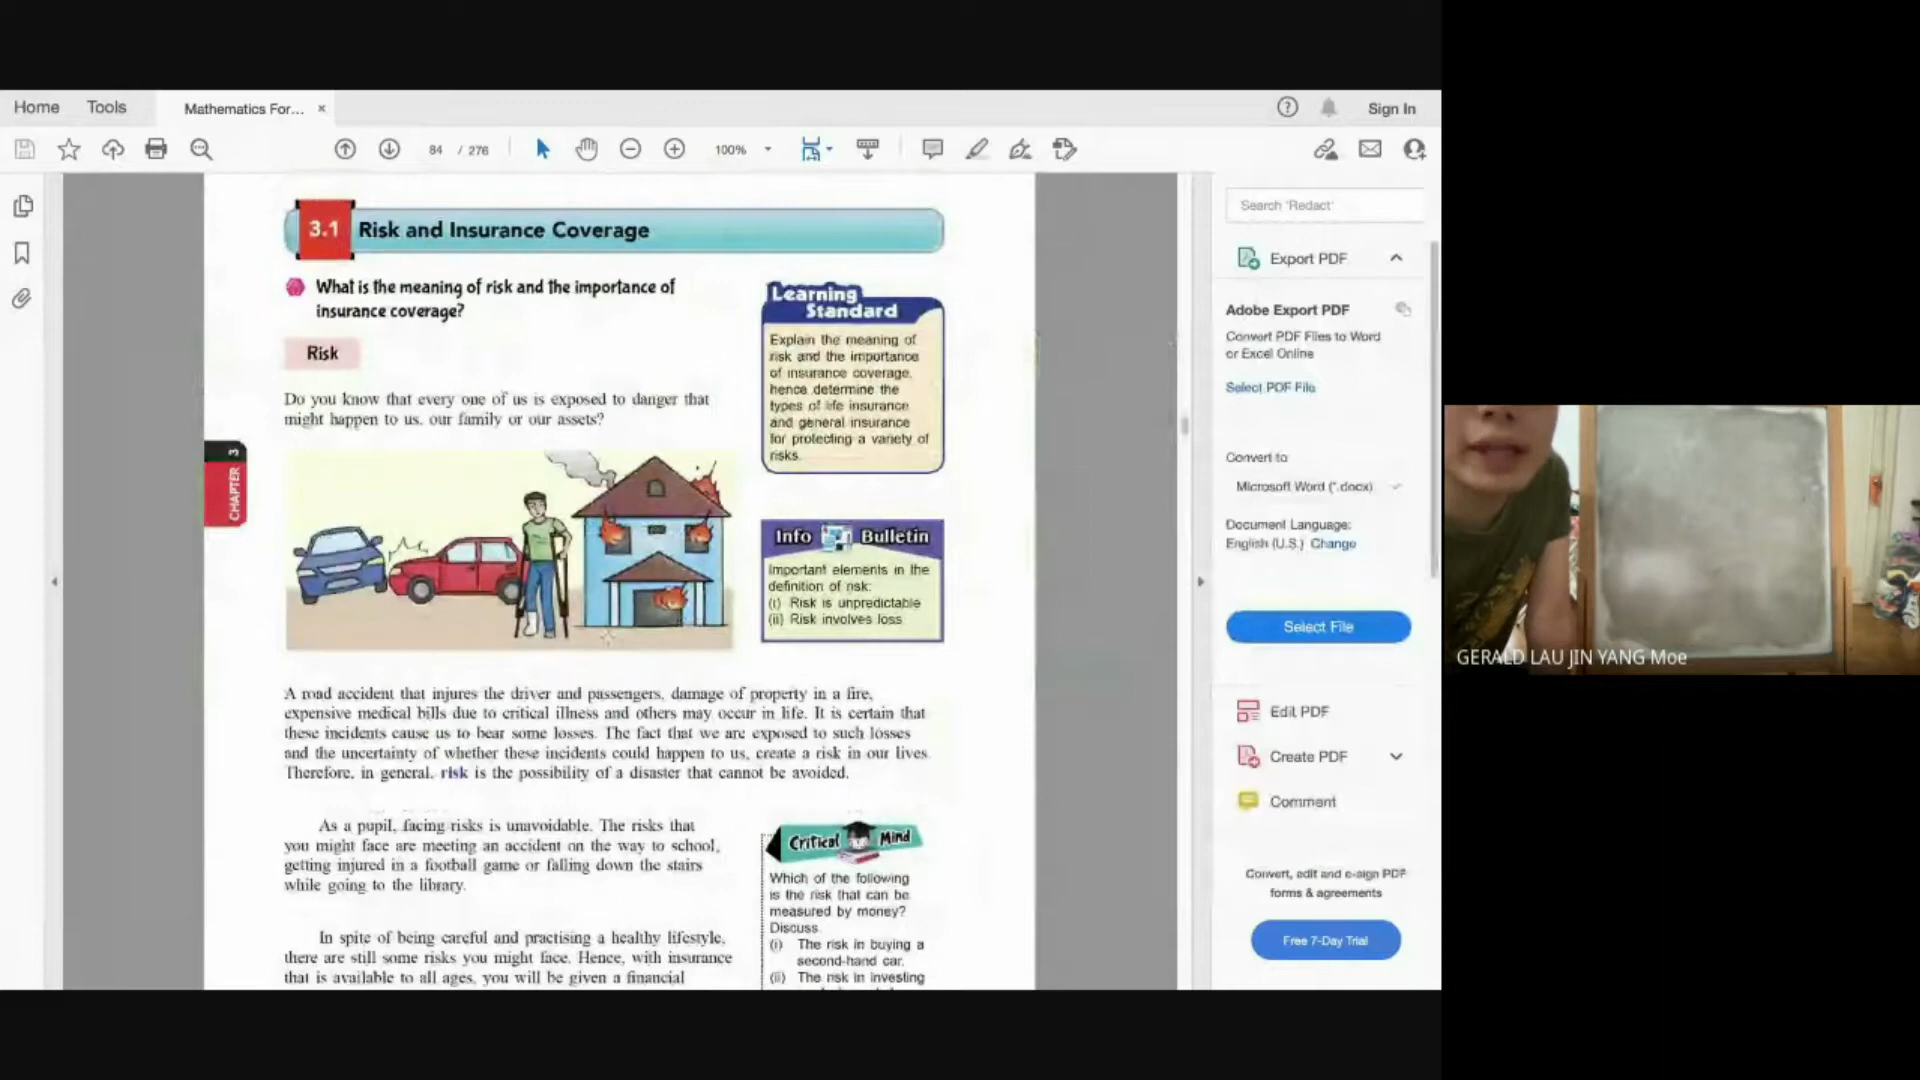 Home Tools Mathematics For... × Sign In
84 / 276 100%
3.1 Risk and Insurance Coverage
What is the meaning of risk and the importance of
insurance coverage?
Risk
Do you know that every one of us is exposed to danger that
might happen to us, our family or our assets?
CHAPTER 3
Learning
Standard
Explain the meaning of
risk and the importance
of insurance coverage,
hence determine the
types of life insurance
and general insurance
for protecting a variety of
risks.
Info Bulletin
Important elements in the
definition of risk:
(i) Risk is unpredictable
(ii) Risk involves loss
A road accident that injures the driver and passengers, damage of property in a fire,
expensive medical bills due to critical illness and others may occur in life. It is certain that
these incidents cause us to bear some losses. The fact that we are exposed to such losses
and the uncertainty of whether these incidents could happen to us, create a risk in our lives.
Therefore, in general, risk is the possibility of a disaster that cannot be avoided.
As a pupil, facing risks is unavoidable. The risks that
you might face are meeting an accident on the way to school,
getting injured in a football game or falling down the stairs
while going to the library.
In spite of being careful and practising a healthy lifestyle,
there are still some risks you might face. Hence, with insurance
that is available to all ages, you will be given a financial
Critical Mind
Which of the following
is the risk that can be
measured by money?
Discuss.
(i) The risk in buying a
second-hand car.
(ii) The risk in investing
Search 'Redact'
Export PDF
Adobe Export PDF
Convert PDF Files to Word
or Excel Online
Select PDF File
Convert to
Microsoft Word (*.docx)
Document Language:
English (U.S.) Change
Select File
Edit PDF
Create PDF
Comment
Convert, edit and e-sign PDF
forms & agreements
Free 7-Day Trial
GERALD LAU JIN YANG Moe